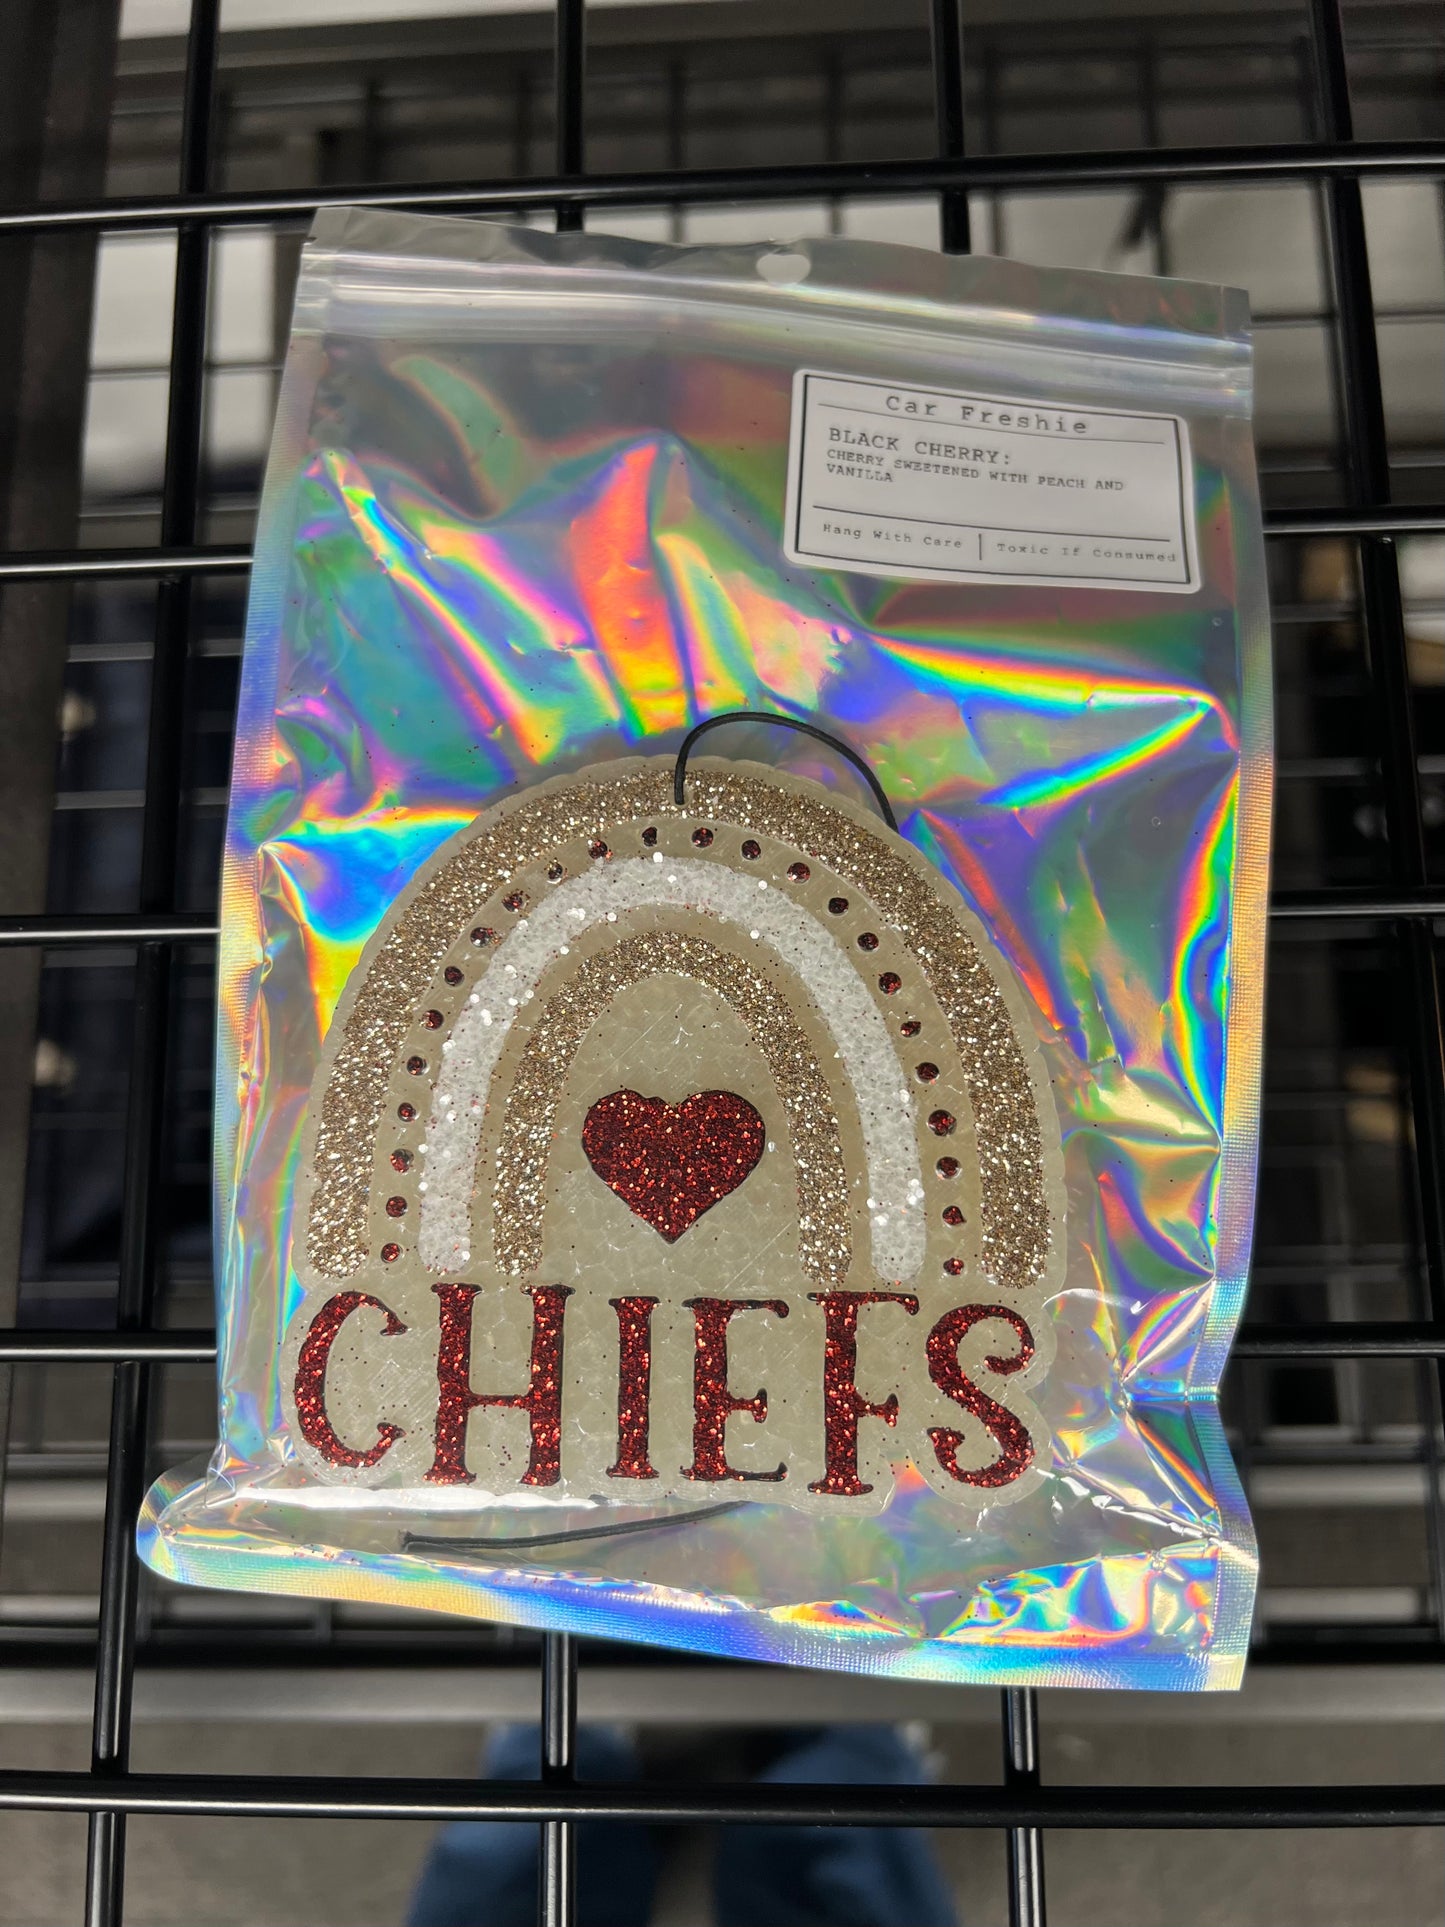 Car Freshie
BLACK CHERRY:
CHERRY SWEETENED WITH PEACH AND
VANILLA
Hang With Care | Toxic If Consumed
CHIEFS